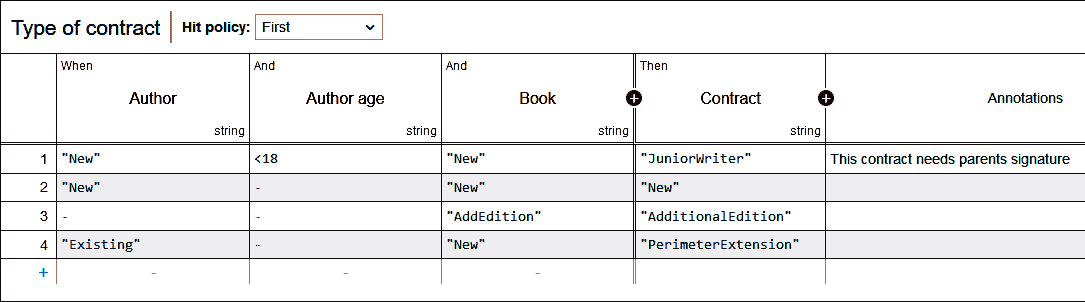 Type of contract Hit policy: First
When And And Then
Author Author age Book + Contract + Annotations
string string string string
1 "New" <18 "New" "JuniorWriter" This contract needs parents signature
2 "New" - "New" "New"
3 - - "AddEdition" "AdditionalEdition"
4 "Existing" - "New" "PerimeterExtension"
+ - - -